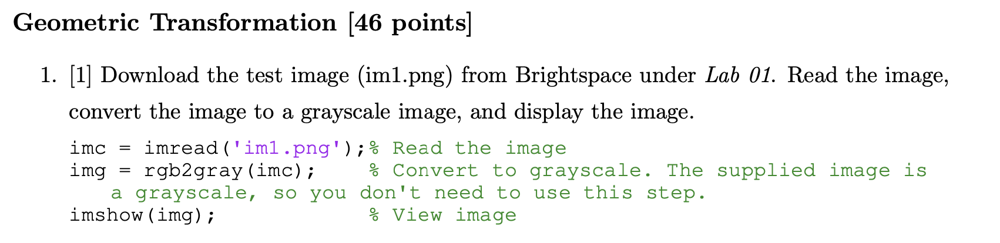 Geometric Transformation [46 points]
1. [1] Download the test image (im1.png) from Brightspace under Lab 01. Read the image,
convert the image to a grayscale image, and display the image.
imc = imread('im1.png');% Read the image
img = rgb2gray(imc);    % Convert to grayscale. The supplied image is
a grayscale, so you don't need to use this step.
imshow(img);            % View image